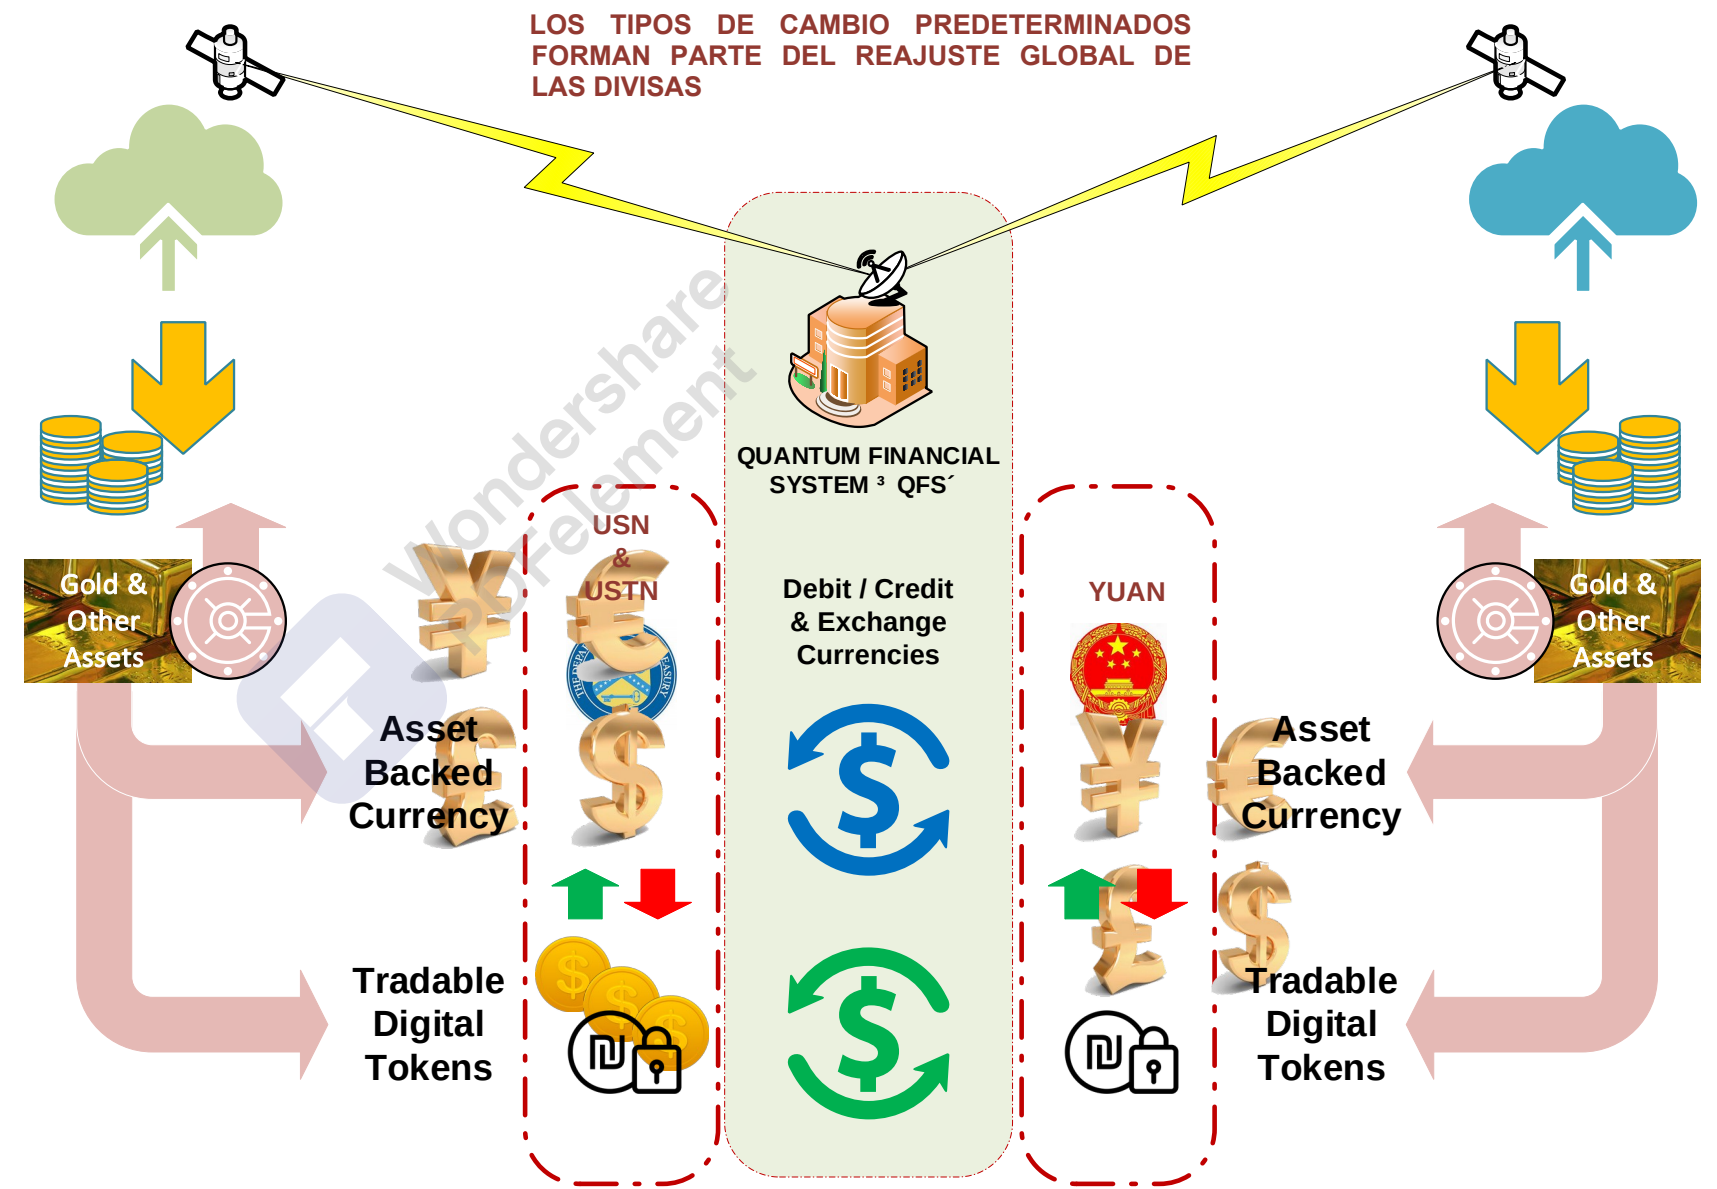 LOS TIPOS DE CAMBIO PREDETERMINADOS
FORMAN PARTE DEL REAJUSTE GLOBAL DE
LAS DIVISAS
Wondershare
PDFelement
QUANTUM FINANCIAL
SYSTEM ³ QFS´
USN
&
USTN
Debit / Credit
& Exchange
Currencies
YUAN
Gold &
Other
Assets
Gold &
Other
Assets
Asset
Backed
Currency
Asset
Backed
Currency
Tradable
Digital
Tokens
Tradable
Digital
Tokens